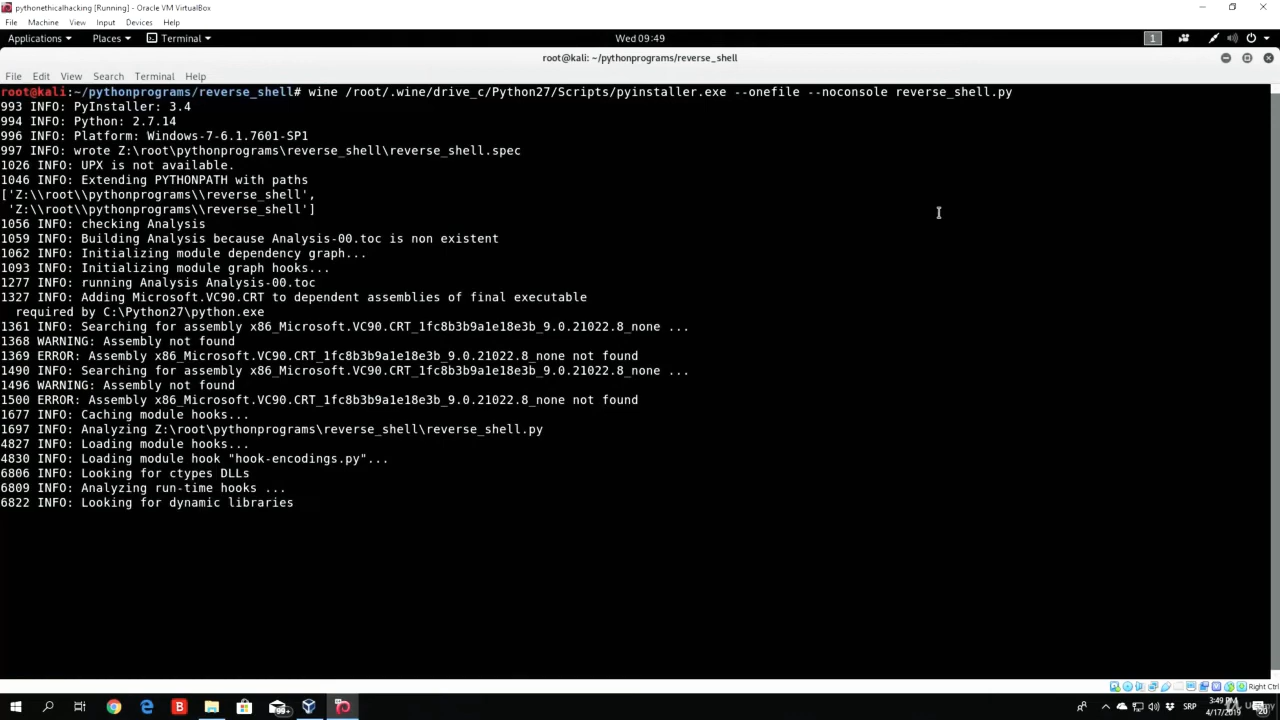 pythonethicalhacking [Running] - Oracle VM VirtualBox
File Machine View Input Devices Help
Applications Places Terminal Wed 09:49 1
root@kali: ~/pythonprograms/reverse_shell
File Edit View Search Terminal Help
root@kali:~/pythonprograms/reverse_shell# wine /root/.wine/drive_c/Python27/Scripts/pyinstaller.exe --onefile --noconsole reverse_shell.py
993 INFO: PyInstaller: 3.4
994 INFO: Python: 2.7.14
996 INFO: Platform: Windows-7-6.1.7601-SP1
997 INFO: wrote Z:\root\pythonprograms\reverse_shell\reverse_shell.spec
1026 INFO: UPX is not available.
1046 INFO: Extending PYTHONPATH with paths
['Z:\\root\\pythonprograms\\reverse_shell',
 'Z:\\root\\pythonprograms\\reverse_shell']
1056 INFO: checking Analysis
1059 INFO: Building Analysis because Analysis-00.toc is non existent
1062 INFO: Initializing module dependency graph...
1093 INFO: Initializing module graph hooks...
1277 INFO: running Analysis Analysis-00.toc
1327 INFO: Adding Microsoft.VC90.CRT to dependent assemblies of final executable
  required by C:\Python27\python.exe
1361 INFO: Searching for assembly x86_Microsoft.VC90.CRT_1fc8b3b9a1e18e3b_9.0.21022.8_none ...
1368 WARNING: Assembly not found
1369 ERROR: Assembly x86_Microsoft.VC90.CRT_1fc8b3b9a1e18e3b_9.0.21022.8_none not found
1490 INFO: Searching for assembly x86_Microsoft.VC90.CRT_1fc8b3b9a1e18e3b_9.0.21022.8_none ...
1496 WARNING: Assembly not found
1500 ERROR: Assembly x86_Microsoft.VC90.CRT_1fc8b3b9a1e18e3b_9.0.21022.8_none not found
1677 INFO: Caching module hooks...
1697 INFO: Analyzing Z:\root\pythonprograms\reverse_shell\reverse_shell.py
4827 INFO: Loading module hooks...
4830 INFO: Loading module hook "hook-encodings.py"...
6806 INFO: Looking for ctypes DLLs
6809 INFO: Analyzing run-time hooks ...
6822 INFO: Looking for dynamic libraries
Right Ctrl
B 99+ SRP 3:49 PM
4/17/2019